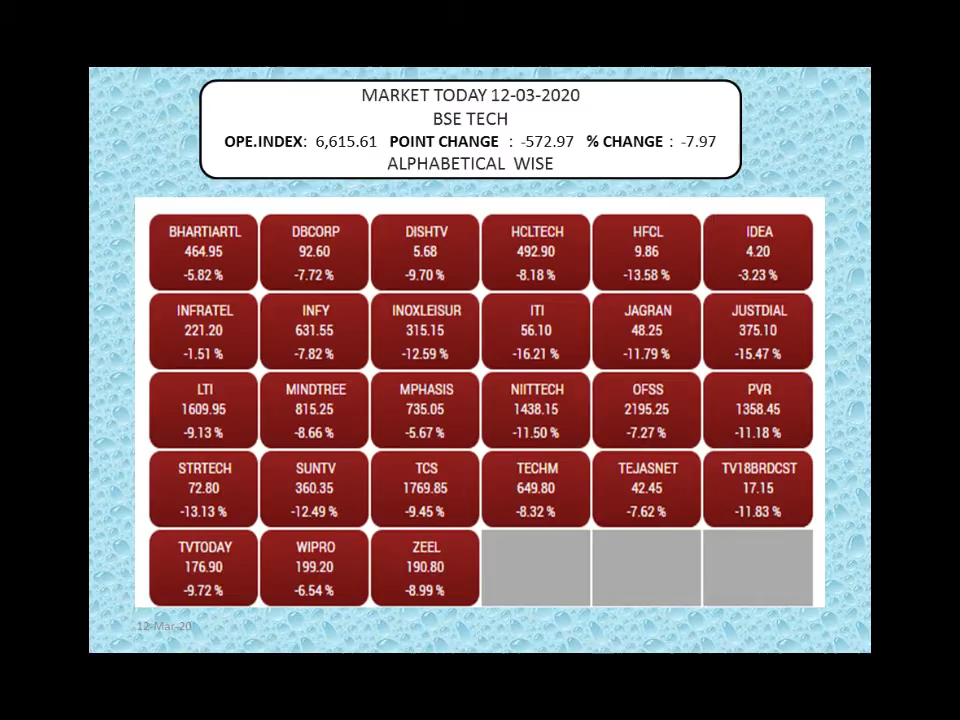 MARKET TODAY 12-03-2020
BSE TECH
OPE.INDEX: 6,615.61 POINT CHANGE : -572.97 % CHANGE : -7.97
ALPHABETICAL WISE
BHARTIARTL DBCORP DISHTV HCLTECH HFCL IDEA
464.95 92.60 5.68 492.90 9.86 4.20
-5.82 % -7.72 % -9.70 % -8.18 % -13.58 % -3.23 %
INFRATEL INFY INOXLEISUR ITI JAGRAN JUSTDIAL
221.20 631.55 315.15 56.10 48.25 375.10
-1.51 % -7.82 % -12.59 % -16.21 % -11.79 % -15.47 %
LTI MINDTREE MPHASIS NIITTECH OFSS PVR
1609.95 815.25 735.05 1438.15 2195.25 1358.45
-9.13 % -8.66 % -5.67 % -11.50 % -7.27 % -11.18 %
STRTECH SUNTV TCS TECHM TEJASNET TV18BRDCST
72.80 360.35 1769.85 649.80 42.45 17.15
-13.13 % -12.49 % -9.45 % -8.32 % -7.62 % -11.83 %
TVTODAY WIPRO ZEEL
176.90 199.20 190.80
-9.72 % -6.54 % -8.99 %
12-Mar-20